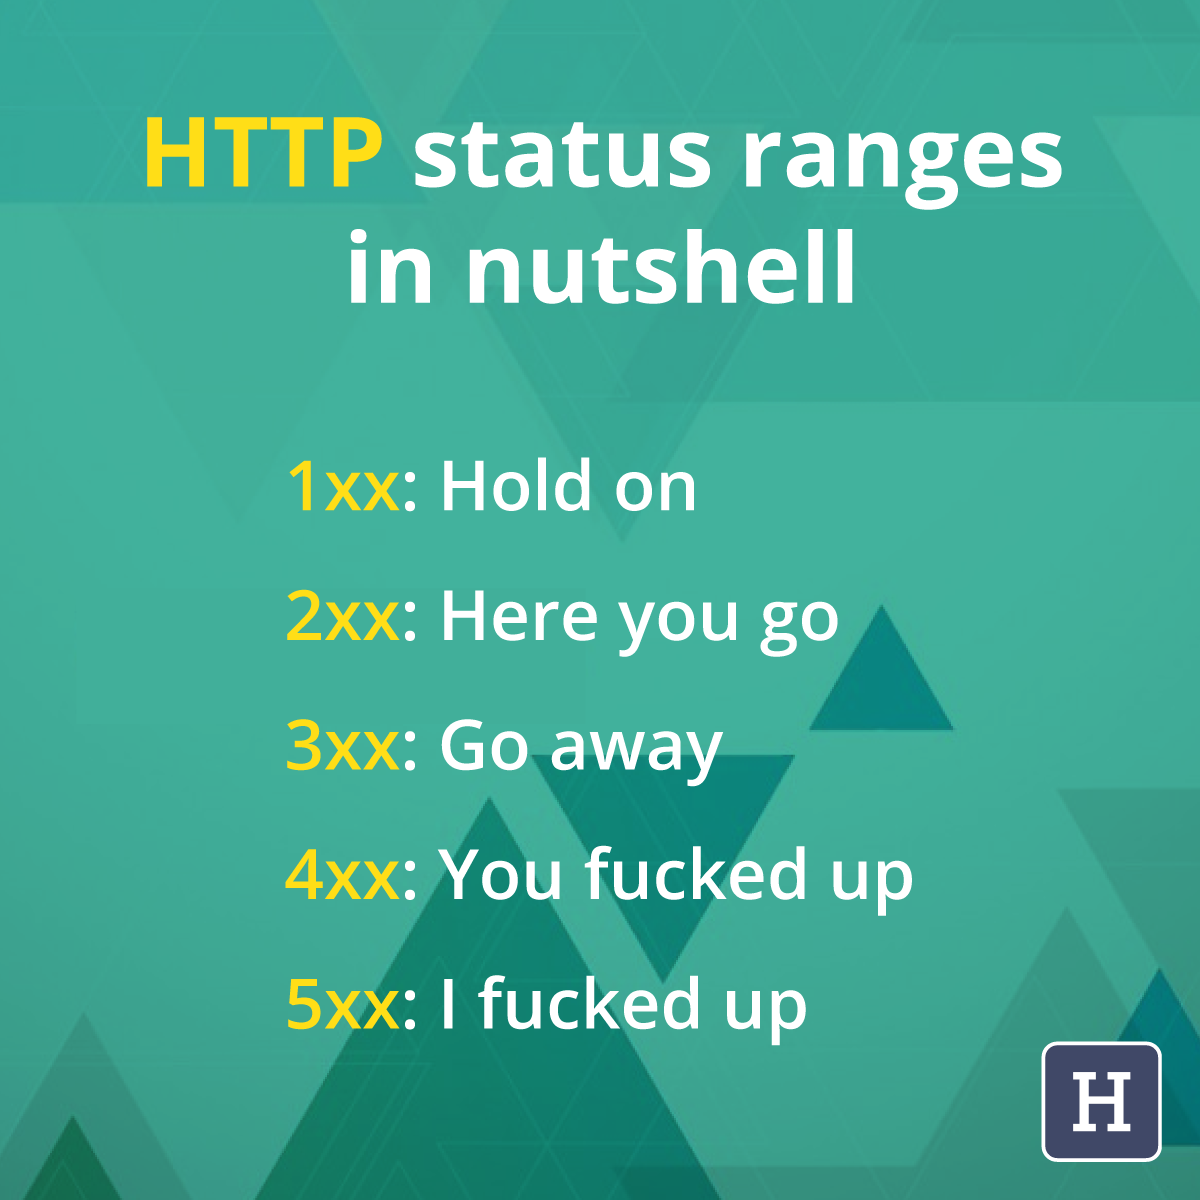 HTTP status ranges
in nutshell
1xx: Hold on
2xx: Here you go
3xx: Go away
4xx: You fucked up
5xx: I fucked up
H